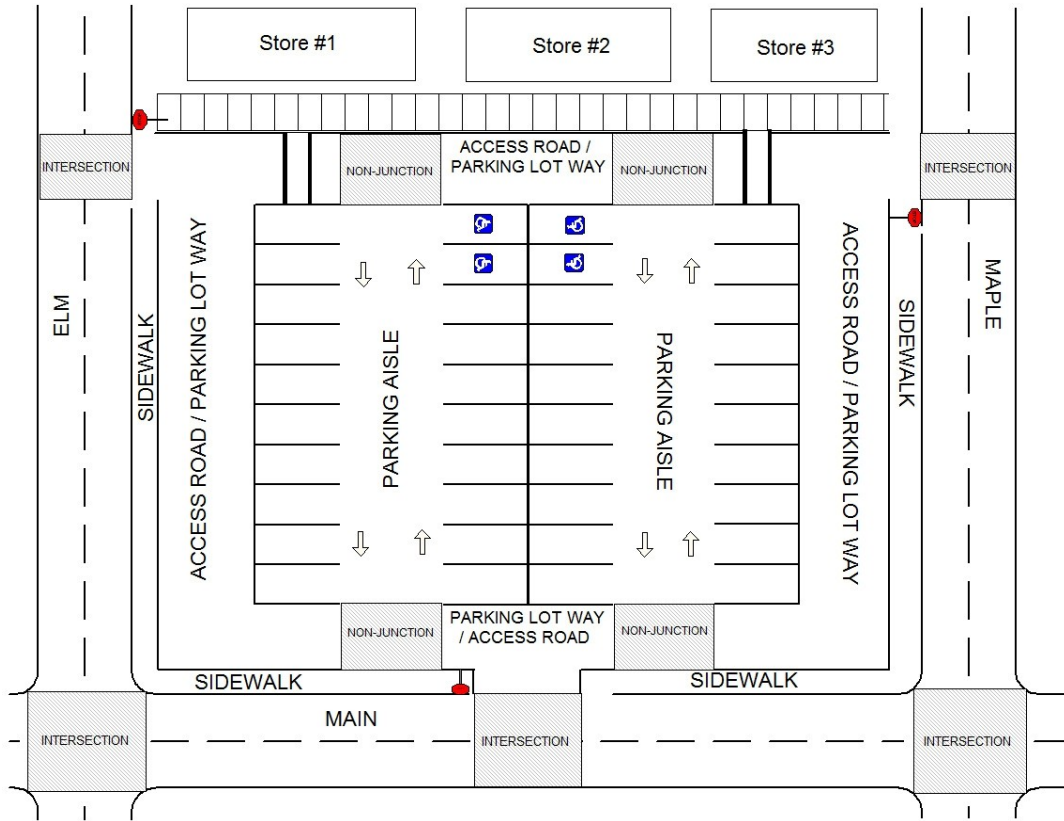 Store #1
Store #2
Store #3
INTERSECTION
NON-JUNCTION
ACCESS ROAD /
PARKING LOT WAY
NON-JUNCTION
INTERSECTION
ELM
SIDEWALK
ACCESS ROAD / PARKING LOT WAY
PARKING AISLE
PARKING AISLE
ACCESS ROAD / PARKING LOT WAY
SIDEWALK
MAPLE
NON-JUNCTION
PARKING LOT WAY
/ ACCESS ROAD
NON-JUNCTION
SIDEWALK
SIDEWALK
MAIN
INTERSECTION
INTERSECTION
INTERSECTION